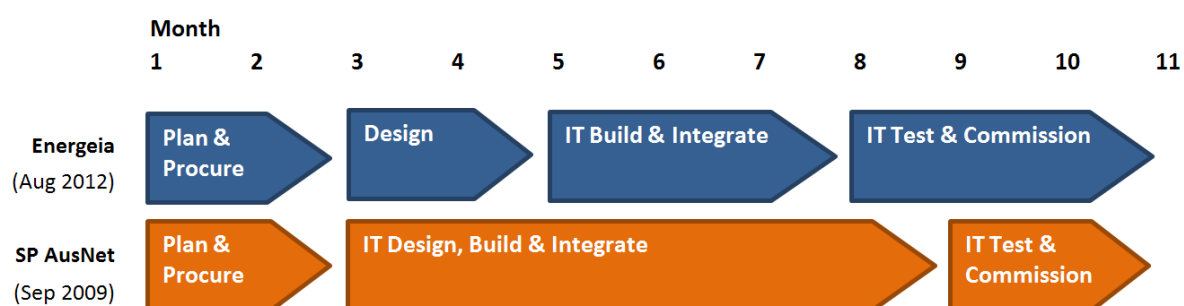 Month
1 2 3 4 5 6 7 8 9 10 11
Energeia
(Aug 2012)
Plan &
Procure
Design
IT Build & Integrate
IT Test & Commission
SP AusNet
(Sep 2009)
Plan &
Procure
IT Design, Build & Integrate
IT Test &
Commission